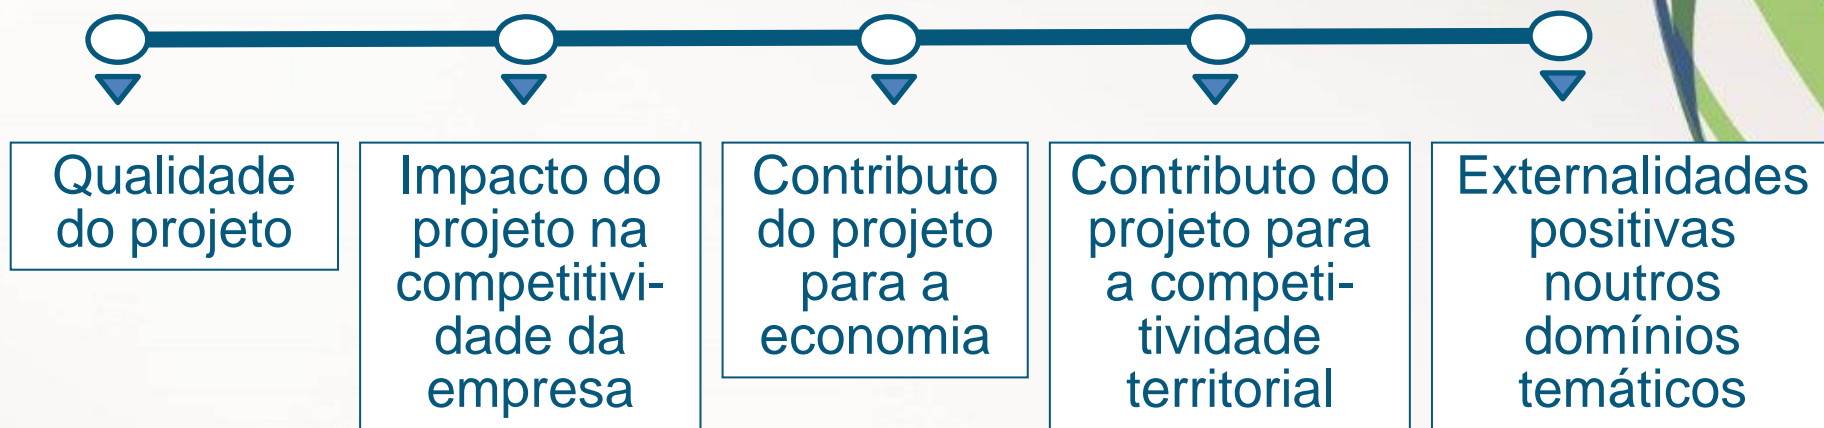 Qualidade
do projeto
Impacto do
projeto na
competitivi-
dade da
empresa
Contributo
do projeto
para a
economia
Contributo do
projeto para
a competi-
tividade
territorial
Externalidades
positivas
noutros
domínios
temáticos